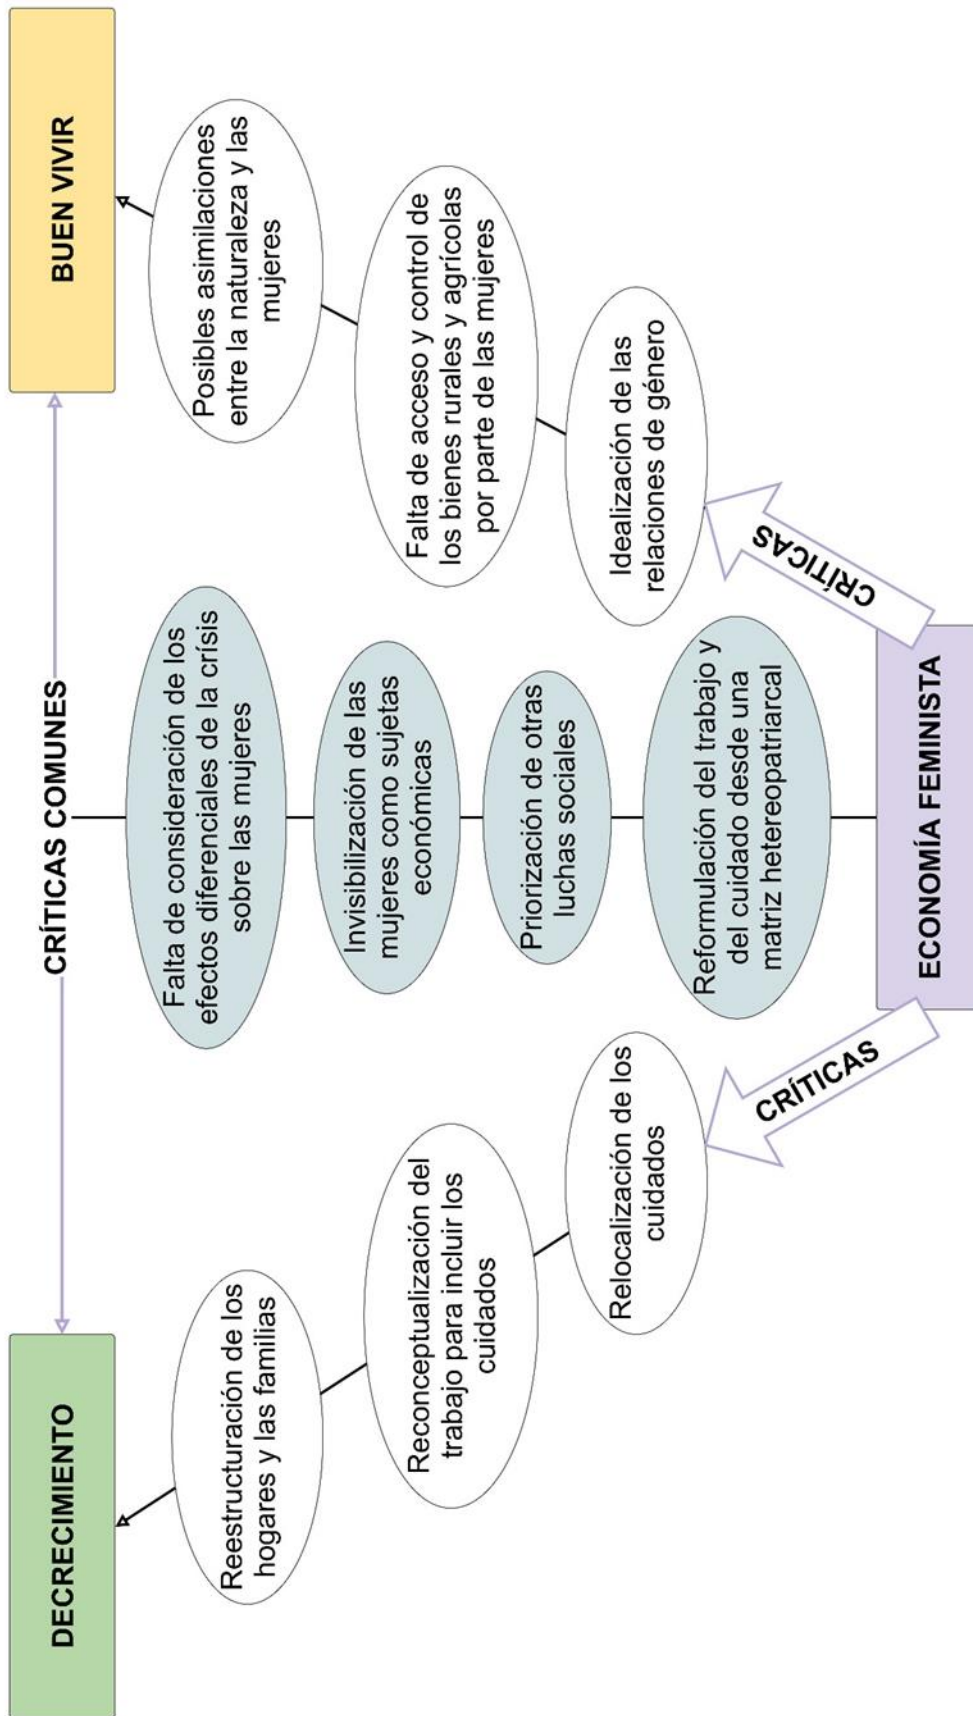 DECRECIMIENTO
CRÍTICAS COMUNES
BUEN VIVIR
Reestructuración de los
hogares y las familias
Reconceptualización del
trabajo para incluir los
cuidados
Relocalización de los
cuidados
CRÍTICAS
Falta de consideración de los
efectos diferenciales de la crísis
sobre las mujeres
Invisibilización de las
mujeres como sujetas
económicas
Priorización de otras
luchas sociales
Reformulación del trabajo y
del cuidado desde una
matriz hetereopatriarcal
Posibles asimilaciones
entre la naturaleza y las
mujeres
Falta de acceso y control de
los bienes rurales y agrícolas
por parte de las mujeres
Idealización de las
relaciones de género
CRÍTICAS
ECONOMÍA FEMINISTA